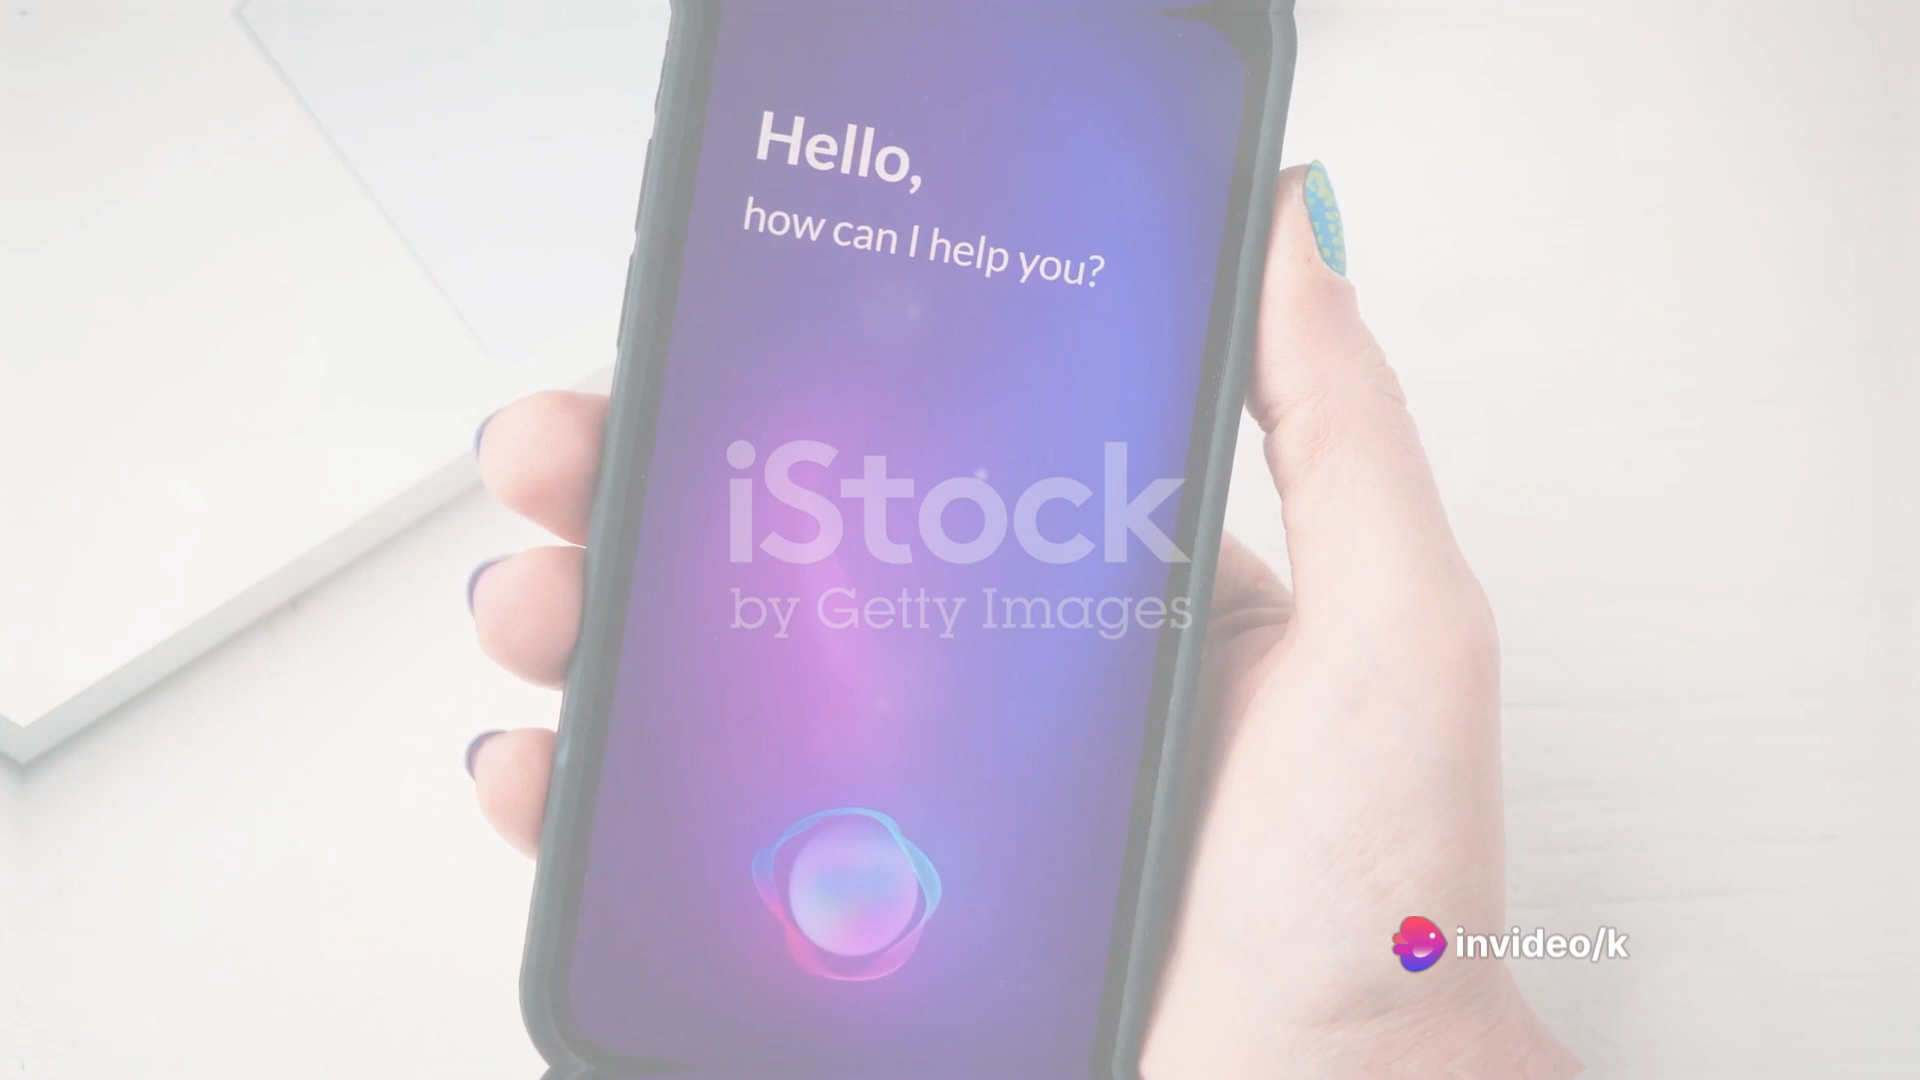 Hello,
how can I help you?
iStock
by Getty Images
invideo/k